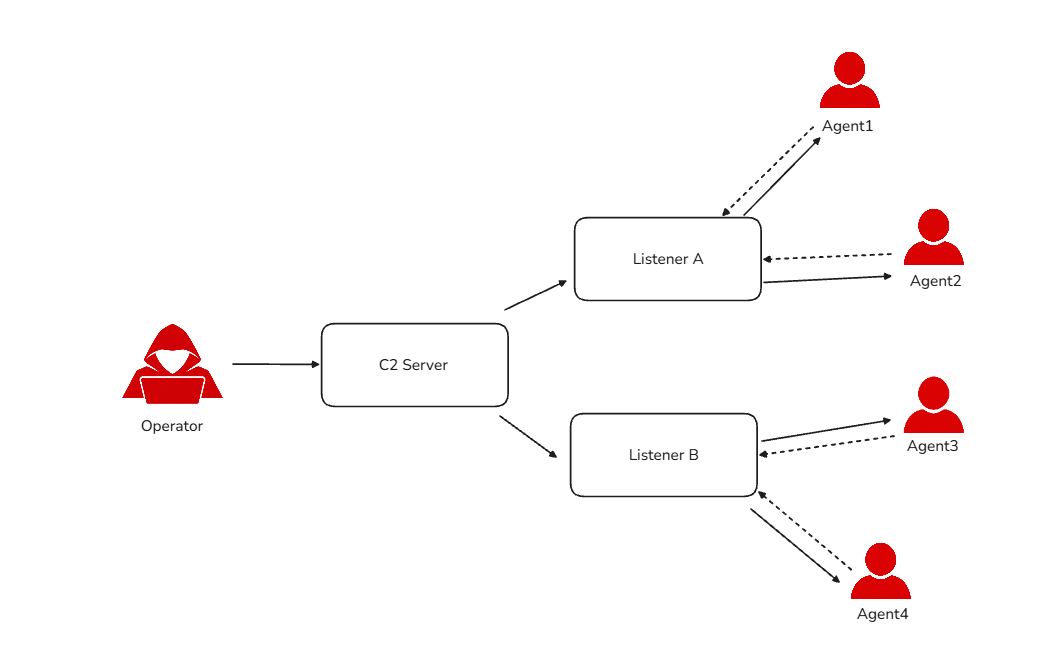 Operator
C2 Server
Listener A
Listener B
Agent1
Agent2
Agent3
Agent4